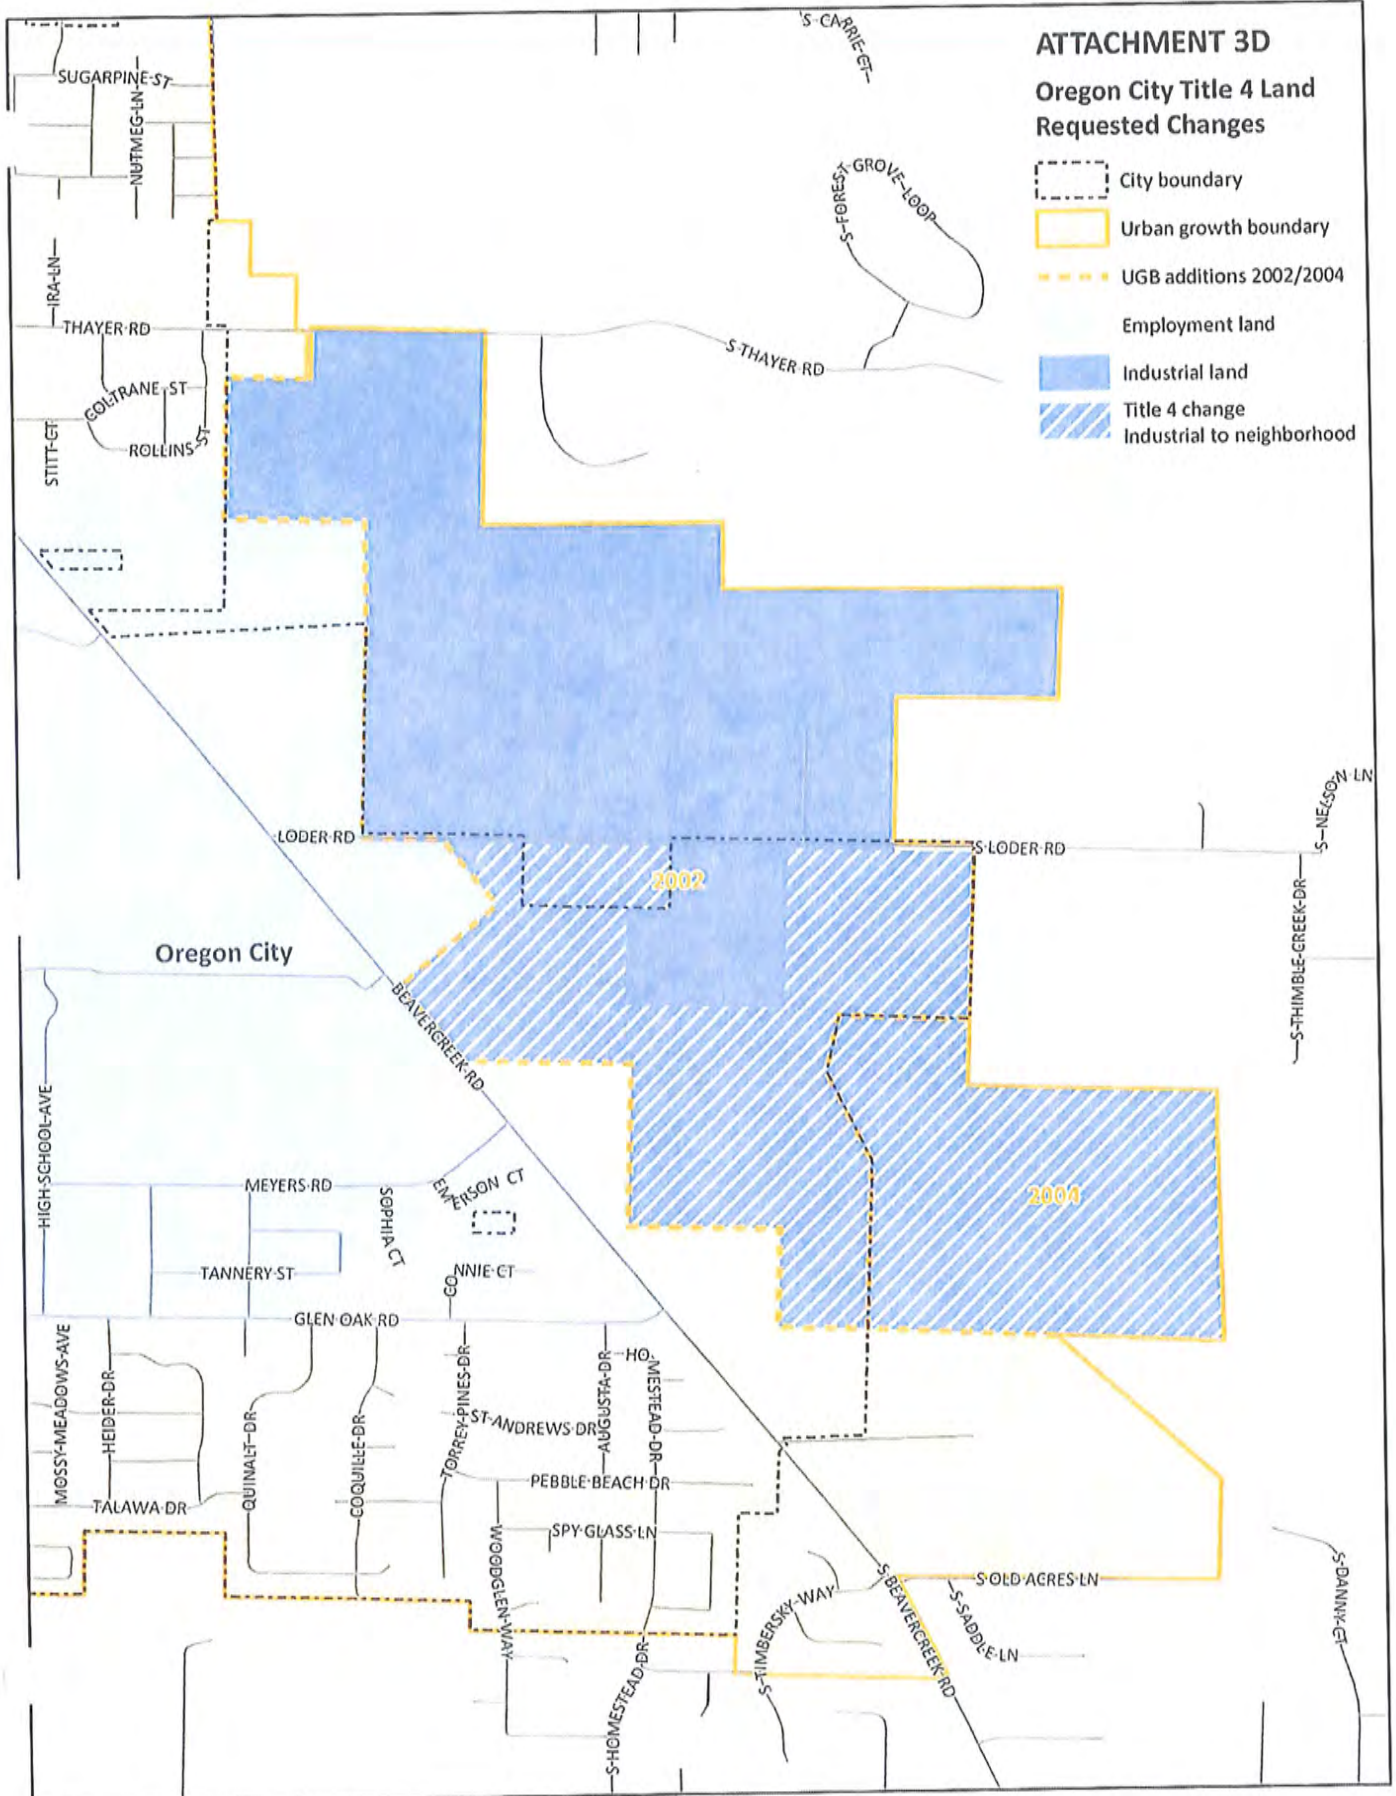 S-CARRIE-CT
ATTACHMENT 3D
Oregon City Title 4 Land
Requested Changes
City boundary
Urban growth boundary
UGB additions 2002/2004
Employment land
Industrial land
Title 4 change
Industrial to neighborhood
SUGARPINE-ST
NUTMEG-LN
S-FOREST-GROVE-LOOP
IRA-LN
THAYER-RD
S-THAYER-RD
COLTRANE-ST
ROLLINS-ST
STITT-CT
S-NELSON-LN
LODER-RD
S-LODER-RD
2002
S-THIMBLE-CREEK-DR
Oregon City
BEAVERCREEK-RD
HIGH-SCHOOL-AVE
MEYERS-RD
EMERSON CT
SOPHIA CT
2004
TANNERY-ST
CONNIE-CT
GLEN-OAK-RD
MOSSY-MEADOWS-AVE
HEIDER-DR
QUINALT-DR
COQUILLE-DR
TORREY-PINES-DR
ST-ANDREWS-DR
AUGUSTA-DR
HOMESTEAD-DR
PEBBLE-BEACH-DR
TALAWA-DR
WOODGLEN-WAY
SPY-GLASS-LN
S-TIMBERSKY-WAY
S-BEAVERCREEK-RD
S-OLD-ACRES-LN
S-SADDLE-LN
S-DANNY-CT
S-HOMESTEAD-DR